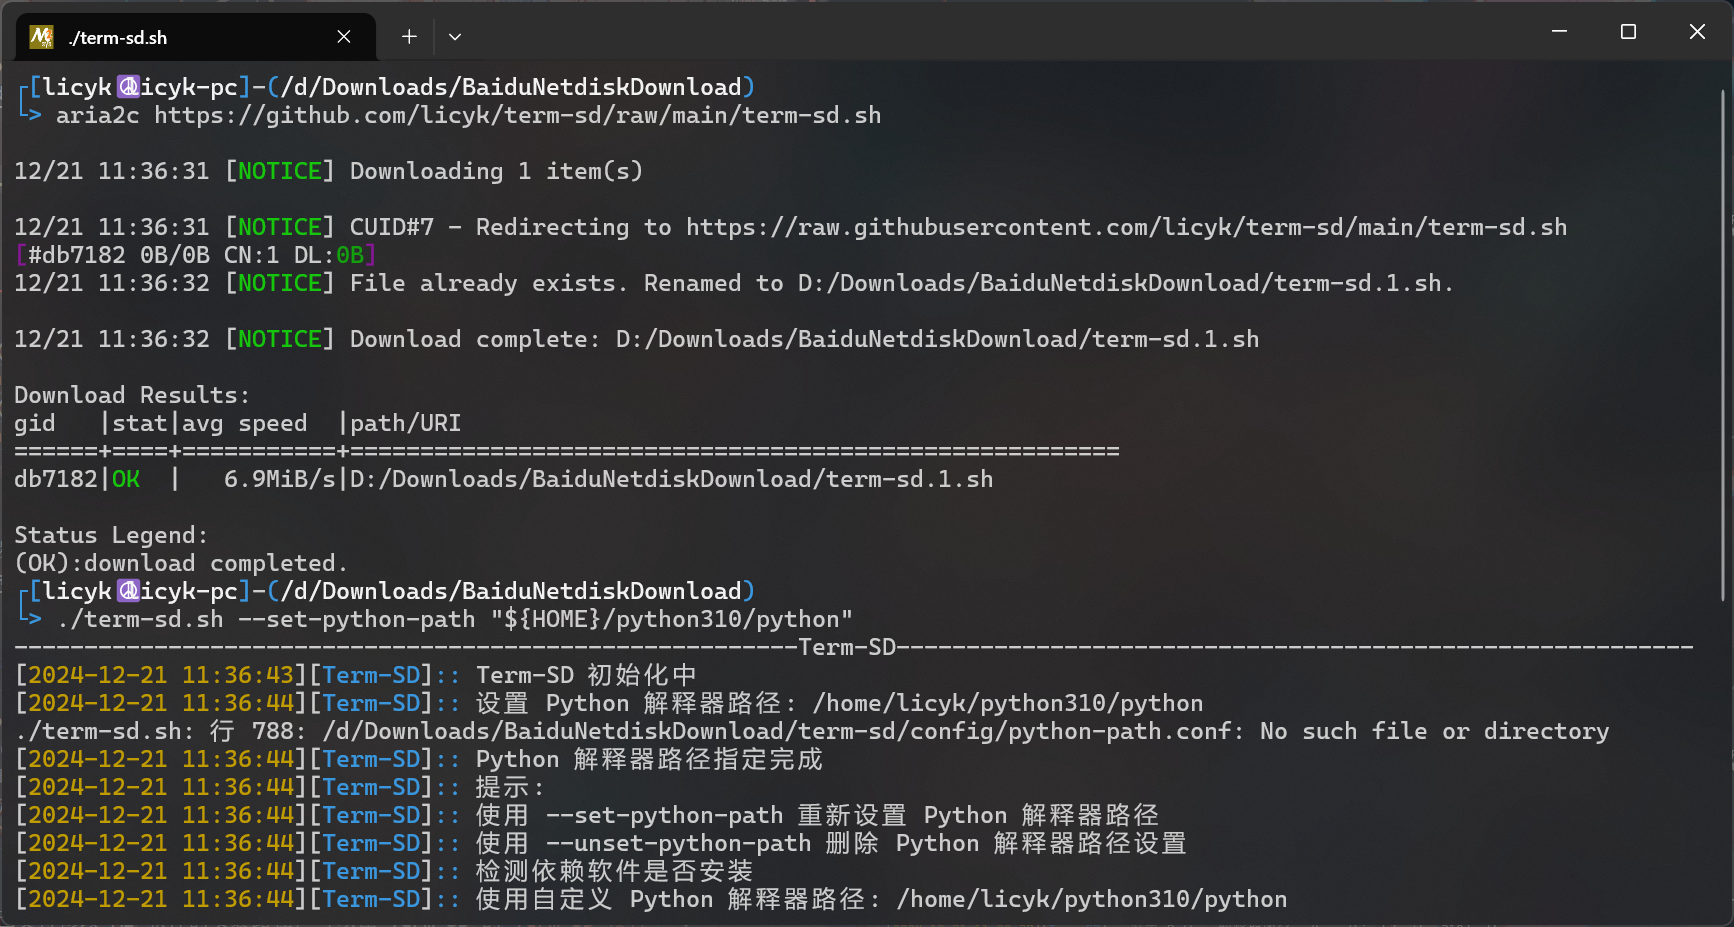 ./term-sd.sh
[licyk☮licyk-pc]-(/d/Downloads/BaiduNetdiskDownload)
> aria2c https://github.com/licyk/term-sd/raw/main/term-sd.sh
12/21 11:36:31 [NOTICE] Downloading 1 item(s)
12/21 11:36:31 [NOTICE] CUID#7 - Redirecting to https://raw.githubusercontent.com/licyk/term-sd/main/term-sd.sh
[#db7182 0B/0B CN:1 DL:0B]
12/21 11:36:32 [NOTICE] File already exists. Renamed to D:/Downloads/BaiduNetdiskDownload/term-sd.1.sh.
12/21 11:36:32 [NOTICE] Download complete: D:/Downloads/BaiduNetdiskDownload/term-sd.1.sh
Download Results:
gid   |stat|avg speed  |path/URI
======+====+===========+=======================================================
db7182|OK  |   6.9MiB/s|D:/Downloads/BaiduNetdiskDownload/term-sd.1.sh
Status Legend:
(OK):download completed.
[licyk☮licyk-pc]-(/d/Downloads/BaiduNetdiskDownload)
> ./term-sd.sh --set-python-path "${HOME}/python310/python"
--------------------------------------------------------Term-SD---------------------------------------------------------
[2024-12-21 11:36:43][Term-SD]:: Term-SD 初始化中
[2024-12-21 11:36:44][Term-SD]:: 设置 Python 解释器路径: /home/licyk/python310/python
./term-sd.sh: 行 788: /d/Downloads/BaiduNetdiskDownload/term-sd/config/python-path.conf: No such file or directory
[2024-12-21 11:36:44][Term-SD]:: Python 解释器路径指定完成
[2024-12-21 11:36:44][Term-SD]:: 提示:
[2024-12-21 11:36:44][Term-SD]:: 使用 --set-python-path 重新设置 Python 解释器路径
[2024-12-21 11:36:44][Term-SD]:: 使用 --unset-python-path 删除 Python 解释器路径设置
[2024-12-21 11:36:44][Term-SD]:: 检测依赖软件是否安装
[2024-12-21 11:36:44][Term-SD]:: 使用自定义 Python 解释器路径: /home/licyk/python310/python